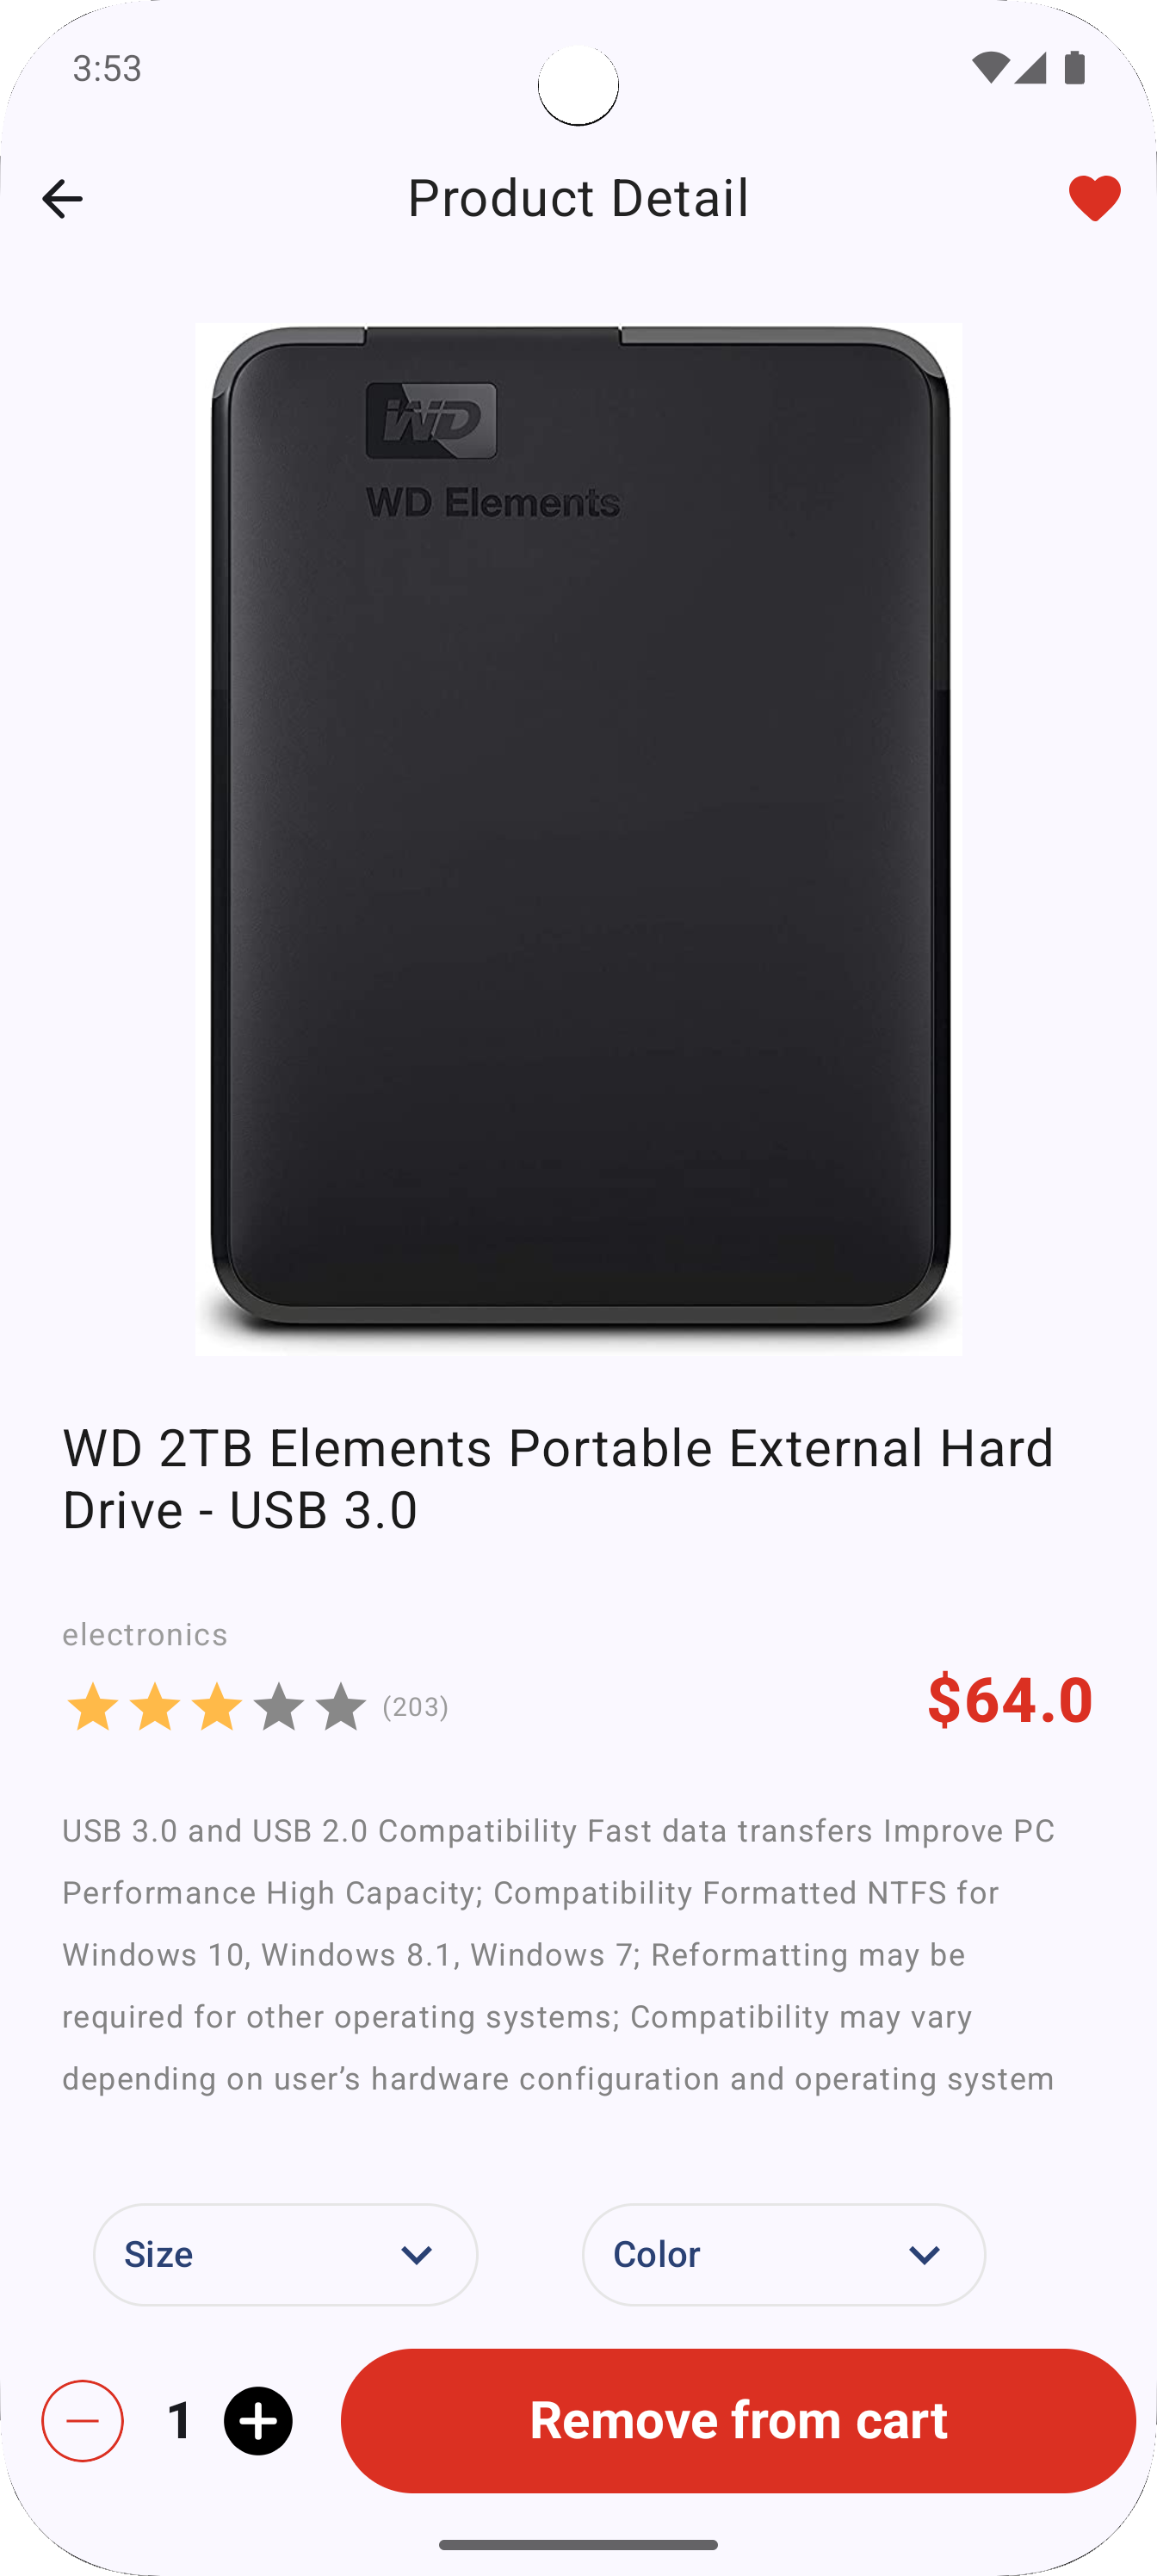 3:53
Product Detail
WD
WD Elements
WD 2TB Elements Portable External Hard
Drive - USB 3.0
electronics
(203)
$64.0
USB 3.0 and USB 2.0 Compatibility Fast data transfers Improve PC
Performance High Capacity; Compatibility Formatted NTFS for
Windows 10, Windows 8.1, Windows 7; Reformatting may be
required for other operating systems; Compatibility may vary
depending on user’s hardware configuration and operating system
Size
Color
1
Remove from cart